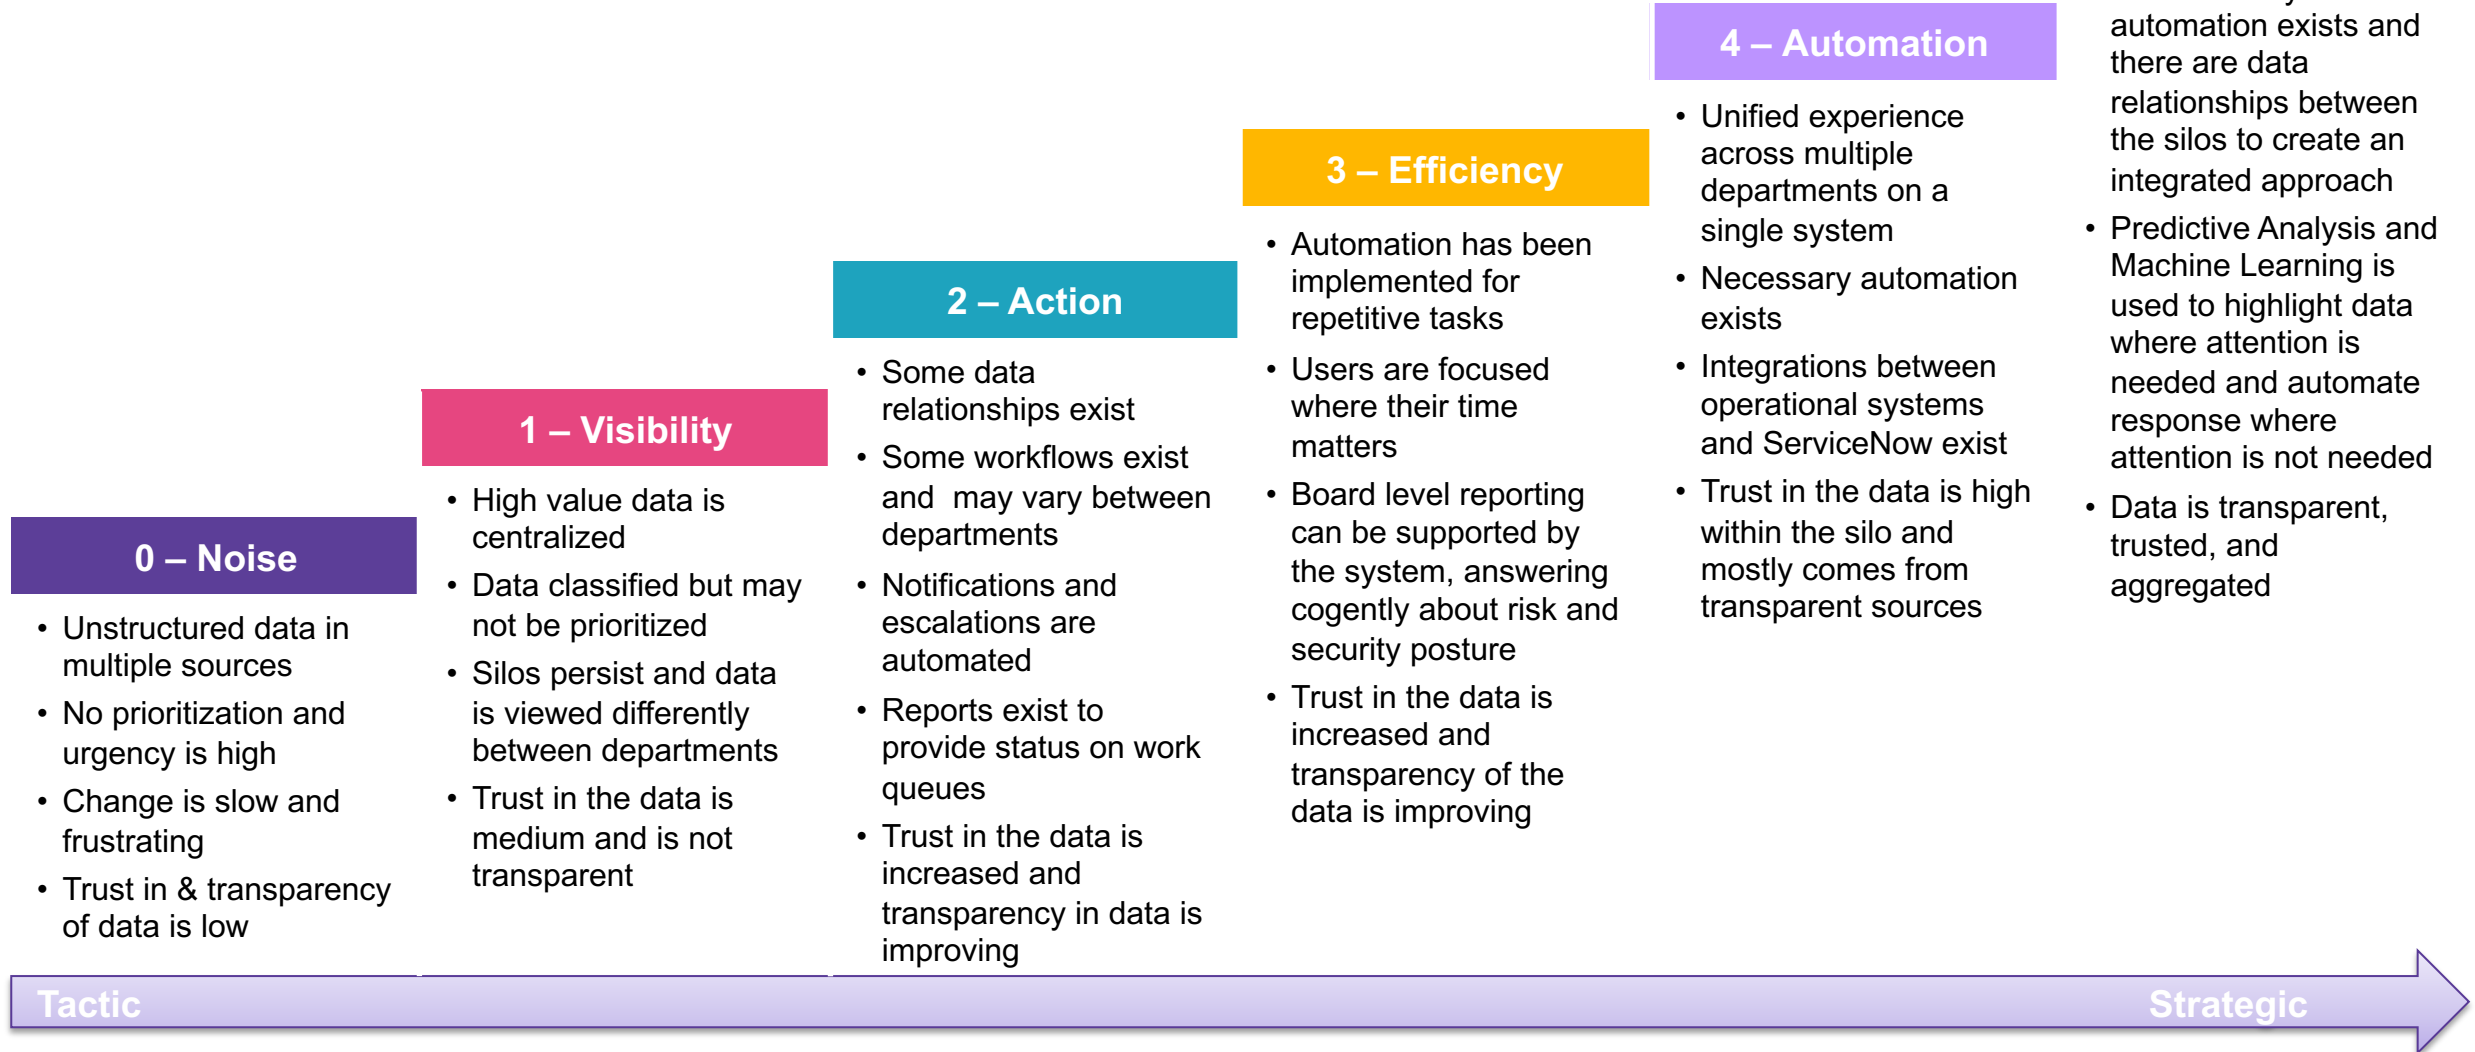 0 – Noise
• Unstructured data in
multiple sources
• No prioritization and
urgency is high
• Change is slow and
frustrating
• Trust in & transparency
of data is low
1 – Visibility
• High value data is
centralized
• Data classified but may
not be prioritized
• Silos persist and data
is viewed differently
between departments
• Trust in the data is
medium and is not
transparent
2 – Action
• Some data
relationships exist
• Some workflows exist
and  may vary between
departments
• Notifications and
escalations are
automated
• Reports exist to
provide status on work
queues
• Trust in the data is
increased and
transparency in data is
improving
3 – Efficiency
• Automation has been
implemented for
repetitive tasks
• Users are focused
where their time
matters
• Board level reporting
can be supported by
the system, answering
cogently about risk and
security posture
• Trust in the data is
increased and
transparency of the
data is improving
4 – Automation
• Unified experience
across multiple
departments on a
single system
• Necessary automation
exists
• Integrations between
operational systems
and ServiceNow exist
• Trust in the data is high
within the silo and
mostly comes from
transparent sources
automation exists and
there are data
relationships between
the silos to create an
integrated approach
• Predictive Analysis and
Machine Learning is
used to highlight data
where attention is
needed and automate
response where
attention is not needed
• Data is transparent,
trusted, and
aggregated
Tactic
Strategic